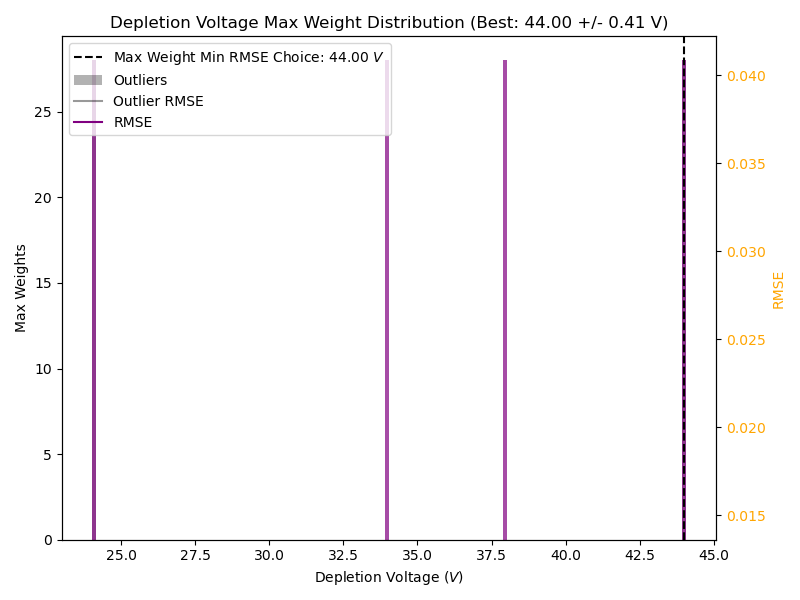 Depletion Voltage Max Weight Distribution (Best: 44.00 +/- 0.41 V)
Max Weight Min RMSE Choice: 44.00 V
Outliers
Outlier RMSE
RMSE
Max Weights
25
20
15
10
5
0
0.040
0.035
0.030
0.025
0.020
0.015
RMSE
25.0 27.5 30.0 32.5 35.0 37.5 40.0 42.5 45.0
Depletion Voltage (V)